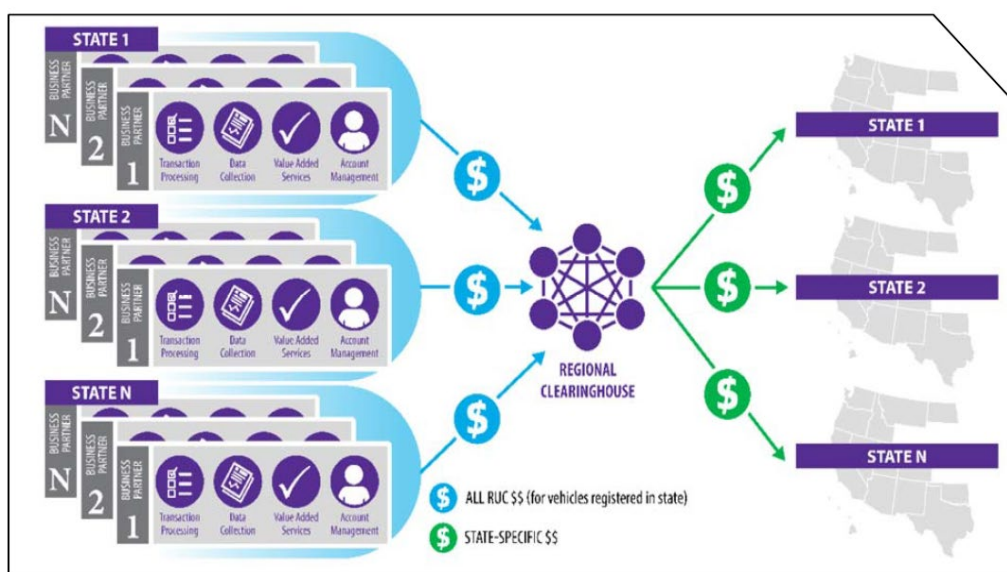 STATE 1
BUSINESS PARTNER N
BUSINESS PARTNER 2
BUSINESS PARTNER 1
Transaction Processing
Data Collection
Value Added Services
Account Management
STATE 2
BUSINESS PARTNER N
BUSINESS PARTNER 2
BUSINESS PARTNER 1
Transaction Processing
Data Collection
Value Added Services
Account Management
STATE N
BUSINESS PARTNER N
BUSINESS PARTNER 2
BUSINESS PARTNER 1
Transaction Processing
Data Collection
Value Added Services
Account Management
$
$
$
REGIONAL
CLEARINGHOUSE
$
$
$
STATE 1
STATE 2
STATE N
$ ALL RUC $$ (for vehicles registered in state)
$ STATE-SPECIFIC $$